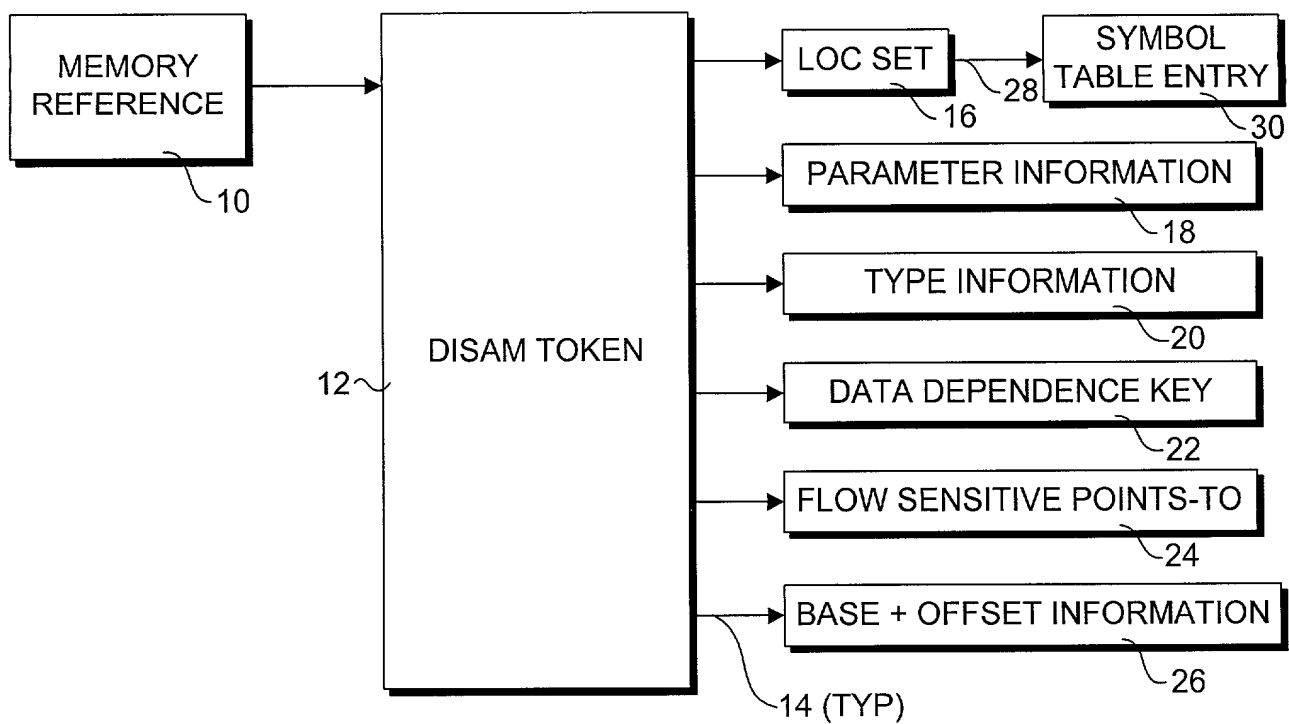 MEMORY
REFERENCE
10
DISAM TOKEN
12
LOC SET
16
28
SYMBOL
TABLE ENTRY
30
PARAMETER INFORMATION
18
TYPE INFORMATION
20
DATA DEPENDENCE KEY
22
FLOW SENSITIVE POINTS-TO
24
BASE + OFFSET INFORMATION
26
14 (TYP)